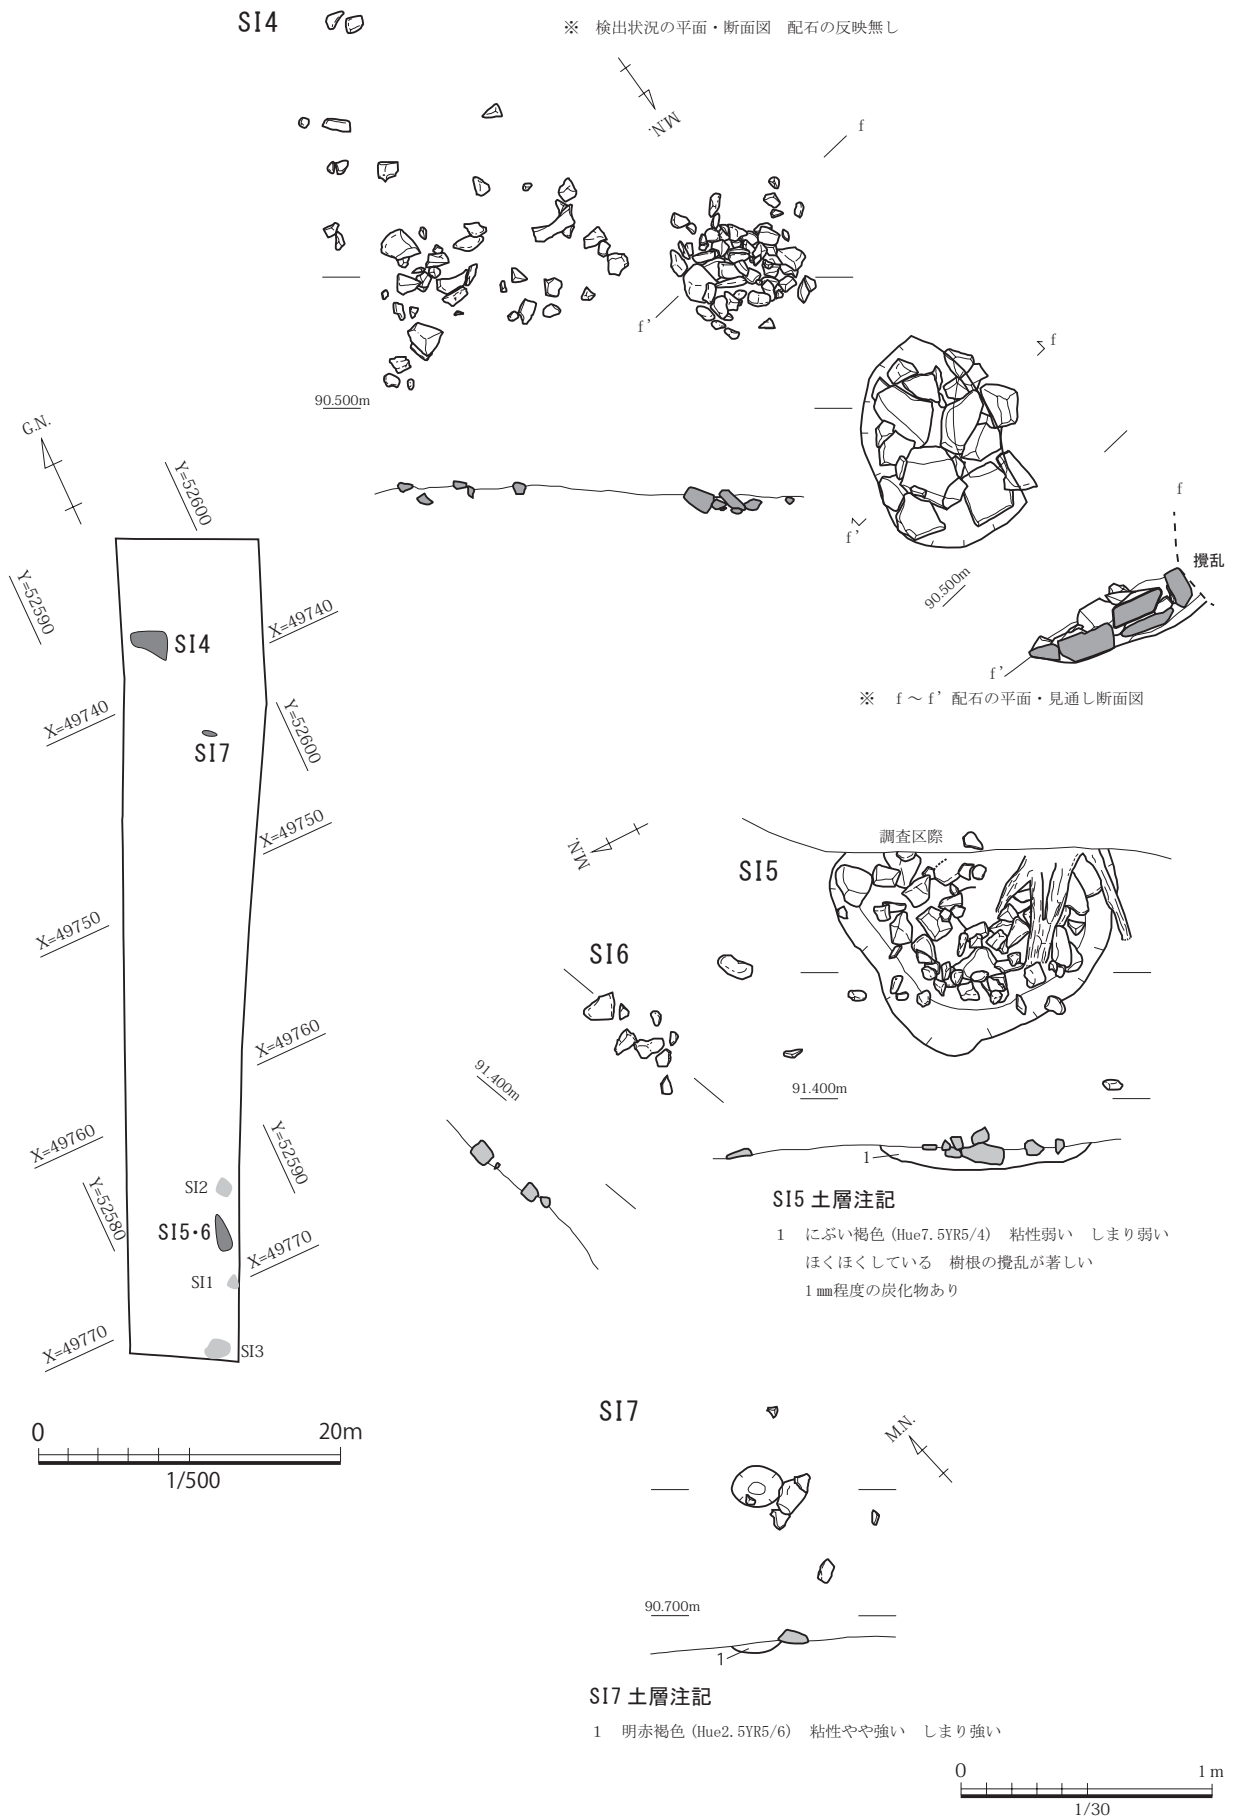 SI4
※　検出状況の平面・断面図　配石の反映無し
M.N.
f
f’
90.500m
f
f’
90.500m
f
攪乱
f’
※　f～f’配石の平面・見通し断面図
G.N.
Y=52600
Y=52590
X=49740
SI4
X=49740
SI7
Y=52600
X=49750
X=49750
X=49760
X=49760
Y=52590
SI2
Y=52580
SI5・6
X=49770
SI1
X=49770
SI3
0 20m
1/500
M.N.
調査区際
SI5
SI6
91.400m
91.400m
1
SI5 土層注記
1　にぶい褐色 (Hue7.5YR5/4)　粘性弱い　しまり弱い
ほくほくしている　樹根の攪乱が著しい
1㎜程度の炭化物あり
SI7
M.N.
90.700m
1
SI7 土層注記
1　明赤褐色 (Hue2.5YR5/6)　粘性やや強い　しまり強い
0 1m
1/30